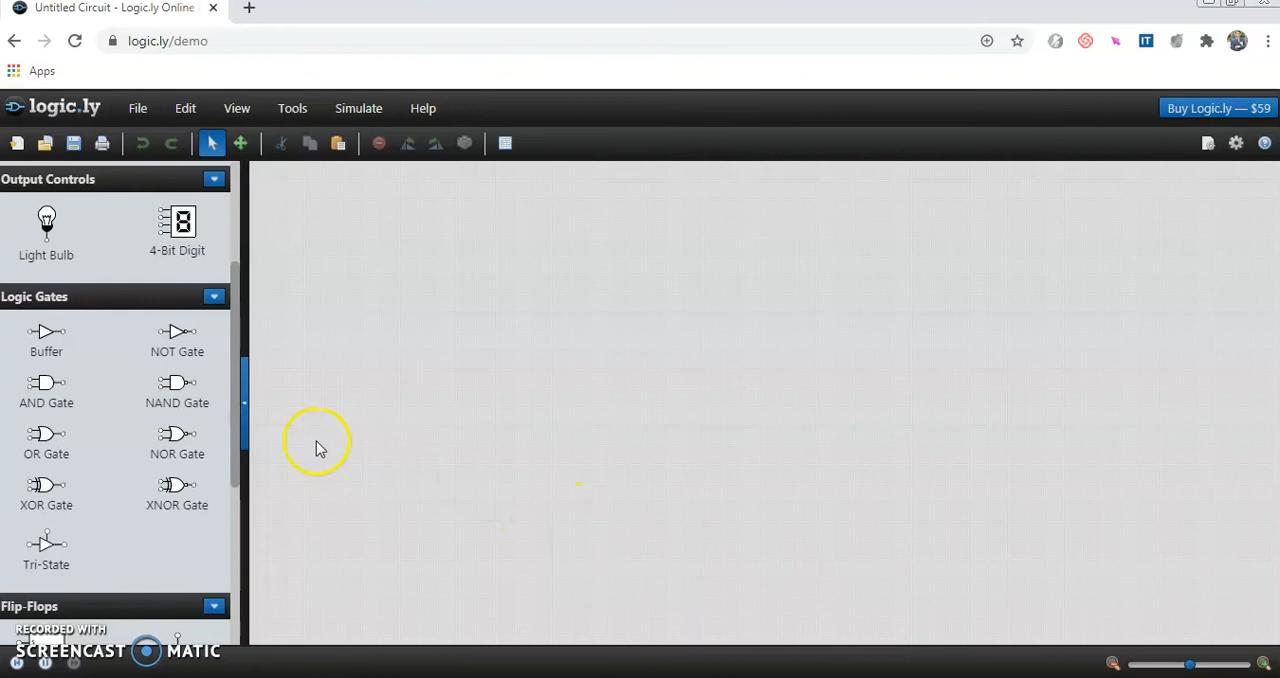 Untitled Circuit - Logic.ly Online
logic.ly/demo
Apps
logic.ly File Edit View Tools Simulate Help Buy Logic.ly — $59
Output Controls
Light Bulb 4-Bit Digit
Logic Gates
Buffer NOT Gate
AND Gate NAND Gate
OR Gate NOR Gate
XOR Gate XNOR Gate
Tri-State
Flip-Flops
RECORDED WITH
SCREENCAST MATIC